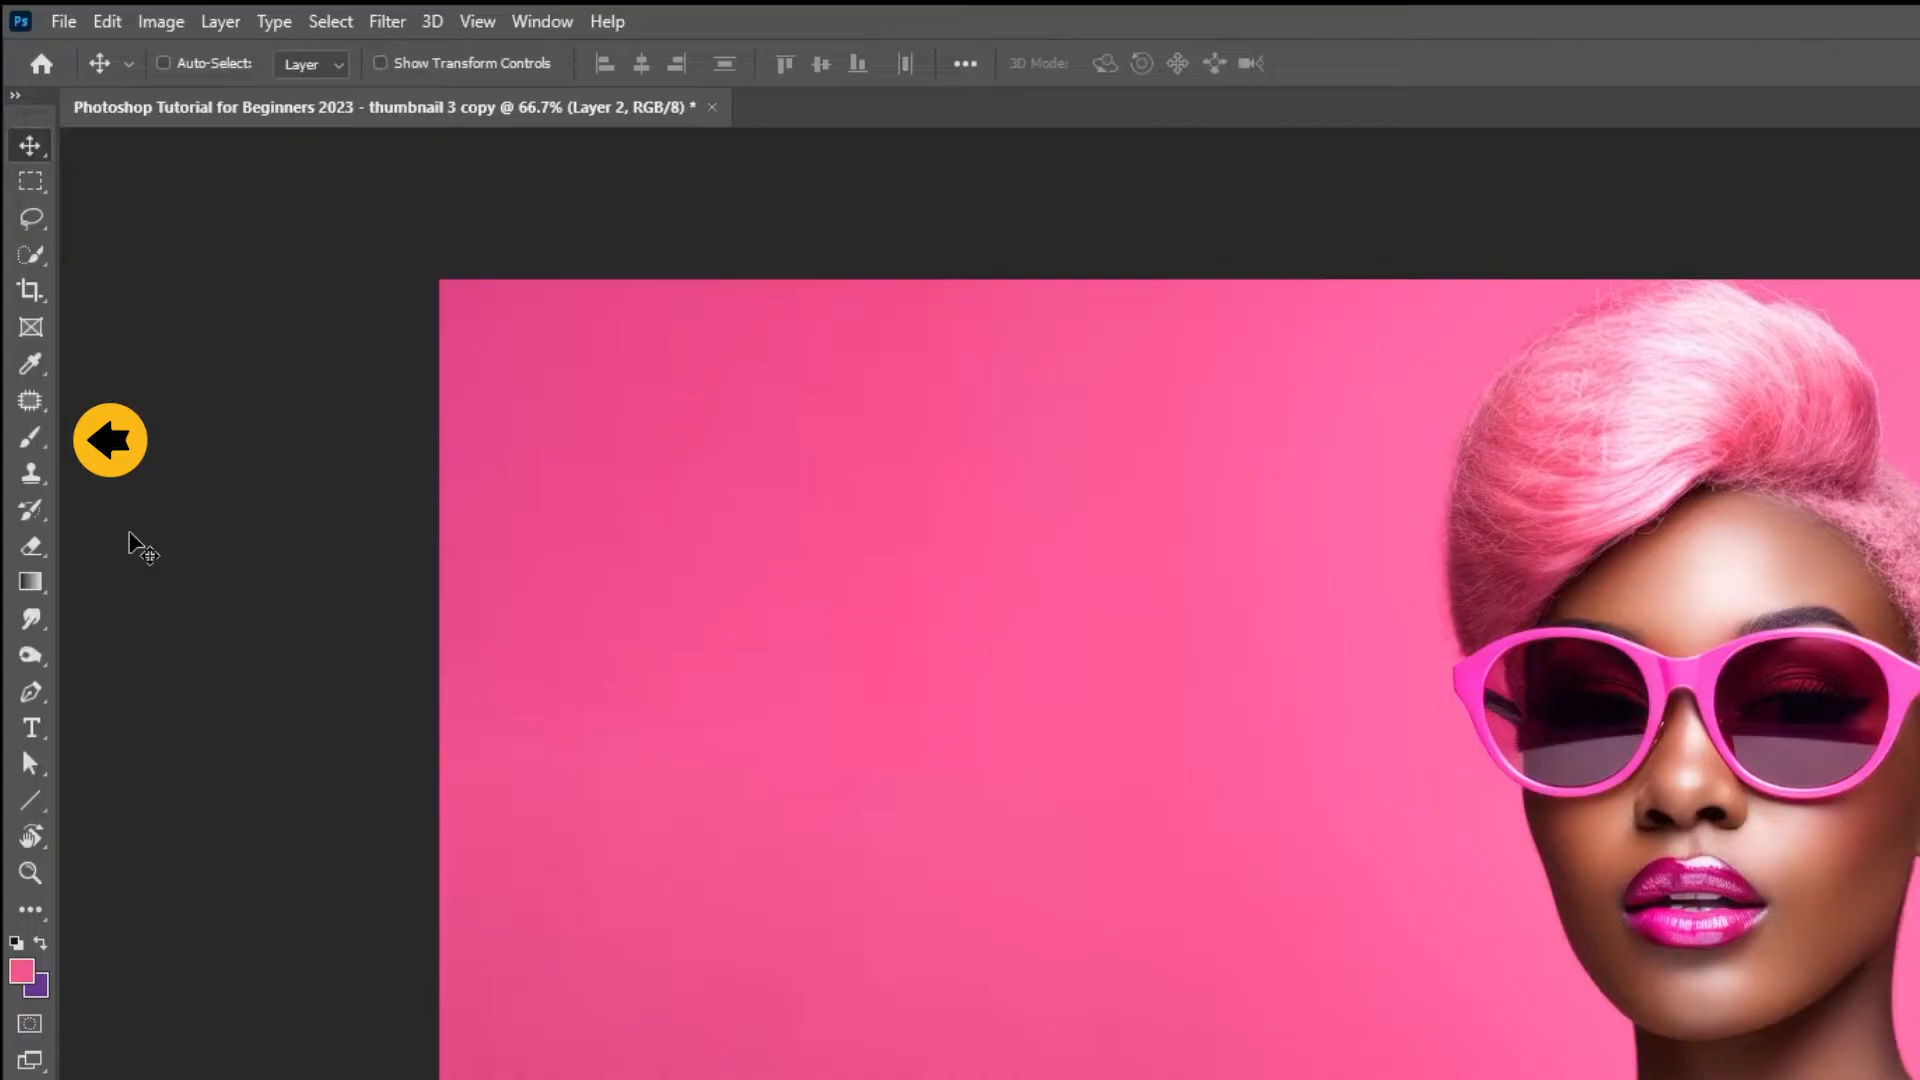 Ps File Edit Image Layer Type Select Filter 3D View Window Help
Auto-Select: Layer Show Transform Controls 3D Mode:
Photoshop Tutorial for Beginners 2023 - thumbnail 3 copy @ 66.7% (Layer 2, RGB/8) *
T